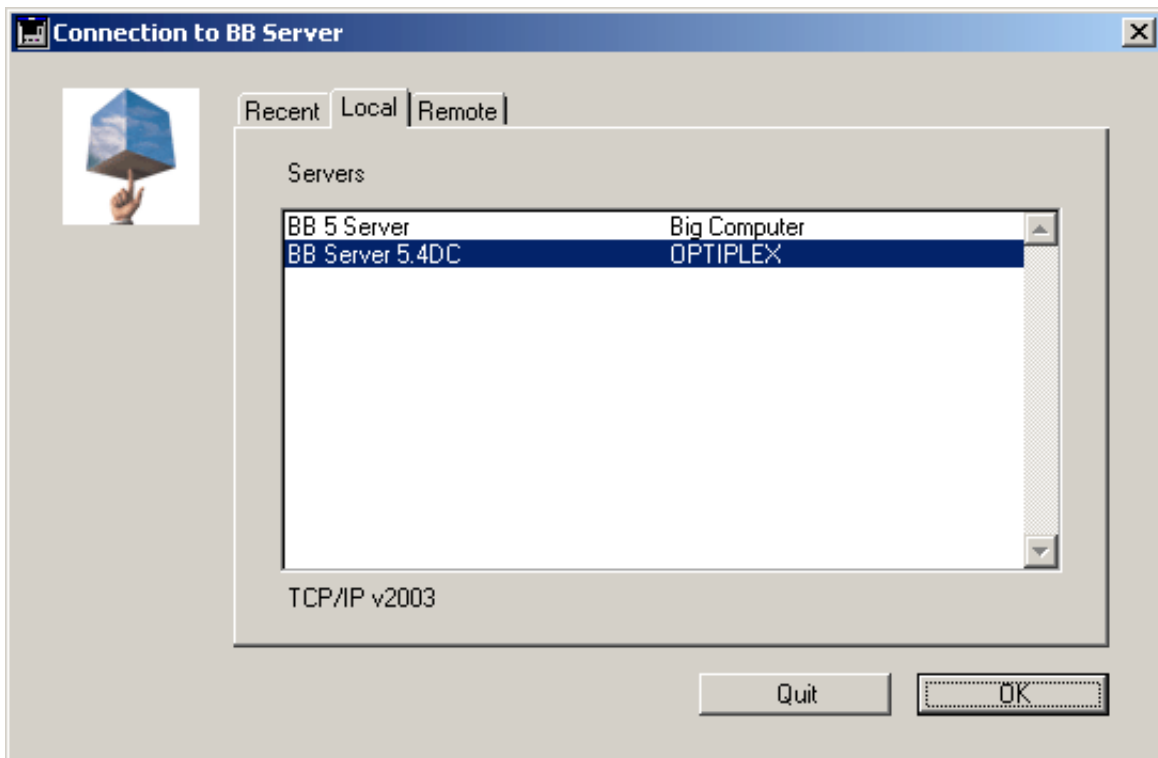 Connection to BB Server
Recent Local Remote
Servers
BB 5 Server Big Computer
BB Server 5.4DC OPTIPLEX
TCP/IP v2003
Quit OK